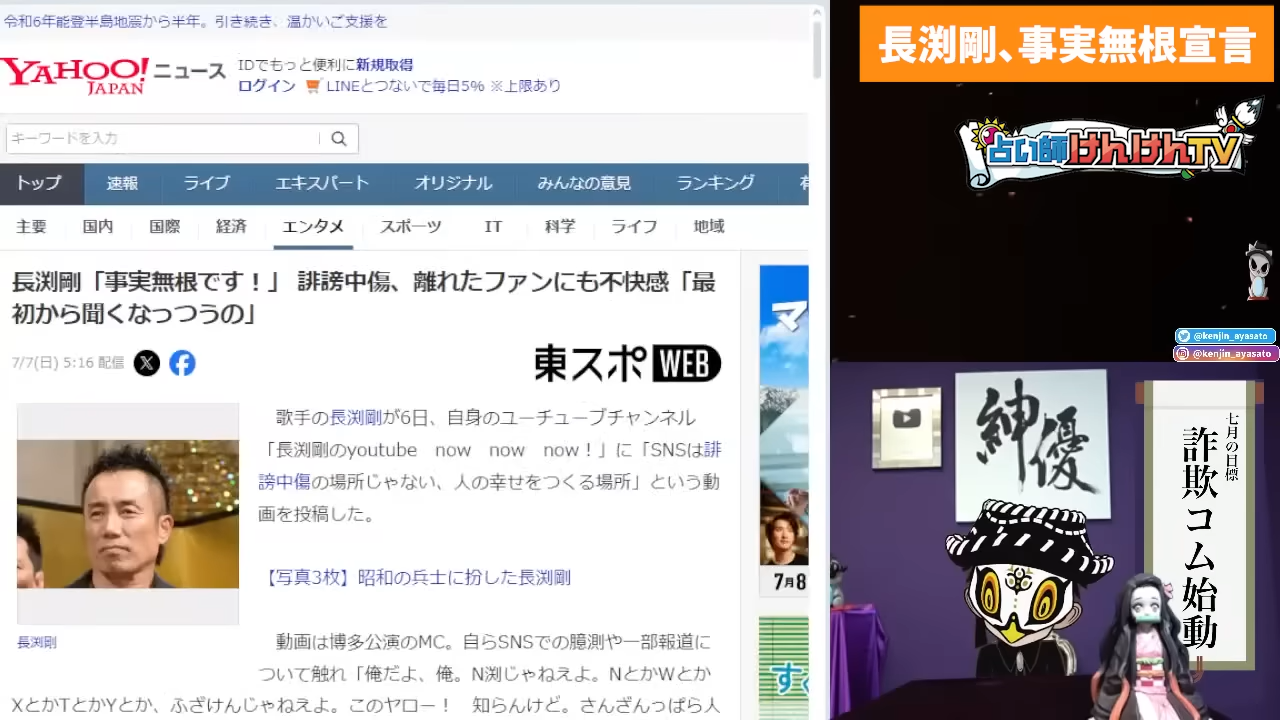 令和6年能登半島地震から半年。引き続き、温かいご支援を
YAHOO! JAPAN ニュース
IDでもっと便利に新規取得
ログイン LINEとつないで毎日5% ※上限あり
キーワードを入力
トップ 速報 ライブ エキスパート オリジナル みんなの意見 ランキング
主要 国内 国際 経済 エンタメ スポーツ IT 科学 ライフ 地域
長渕剛「事実無根です！」 誹謗中傷、離れたファンにも不快感「最
初から聞くなっつうの」
7/7(日) 5:16 配信
東スポWEB
歌手の長渕剛が6日、自身のユーチューブチャンネル
「長渕剛のyoutube now now now！」に「SNSは誹
謗中傷の場所じゃない、人の幸せをつくる場所」という動
画を投稿した。
【写真3枚】昭和の兵士に扮した長渕剛
長渕剛
動画は博多公演のMC。自らSNSでの臆測や一部報道に
ついて触れ「俺だよ、俺。N渕じゃねえよ。NとかWとか
XとかTとかYとか、ふざけんじゃねえよ。このヤロー！ 知らんけど。さんざんっぱら人
マ
7月8
長渕剛、事実無根宣言
占い師けんけんTV
@kenjin_ayasato
@kenjin_ayasato
紳優
七月の目標
詐欺コム始動